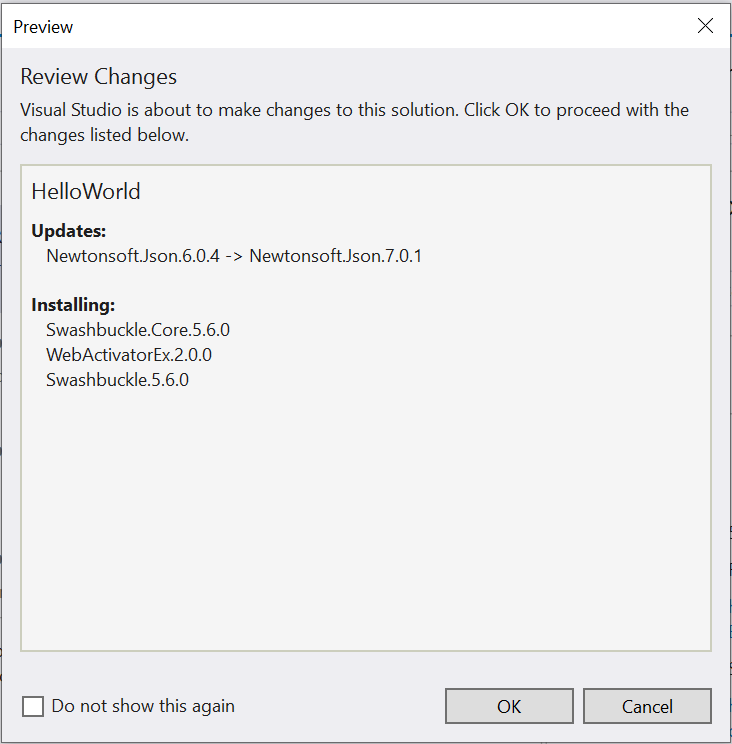 Preview
Review Changes
Visual Studio is about to make changes to this solution. Click OK to proceed with the
changes listed below.
HelloWorld
Updates:
Newtonsoft.Json.6.0.4 -> Newtonsoft.Json.7.0.1
Installing:
Swashbuckle.Core.5.6.0
WebActivatorEx.2.0.0
Swashbuckle.5.6.0
Do not show this again
OK
Cancel